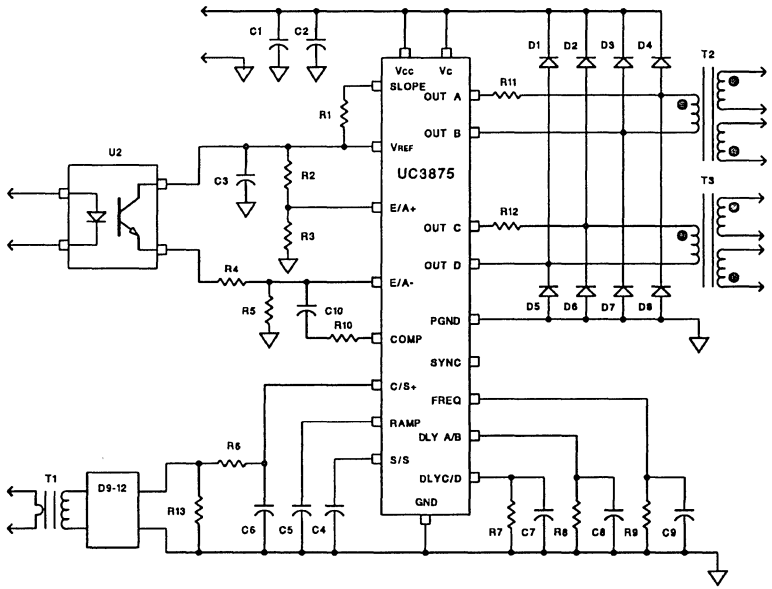 C1
C2
D1
D2
D3
D4
T2
Vcc
Vc
SLOPE
OUT A
R11
R1
OUT B
U2
VREF
C3
R2
UC3875
T3
E/A+
R3
OUT C
R12
OUT D
R4
E/A-
R5
C10
R10
D5
D6
D7
D8
PGND
COMP
SYNC
C/S+
FREQ
RAMP
DLY A/B
R6
S/S
T1
D9-12
DLYC/D
GND
R13
C6
C5
C4
R7
C7
R8
C8
R9
C9